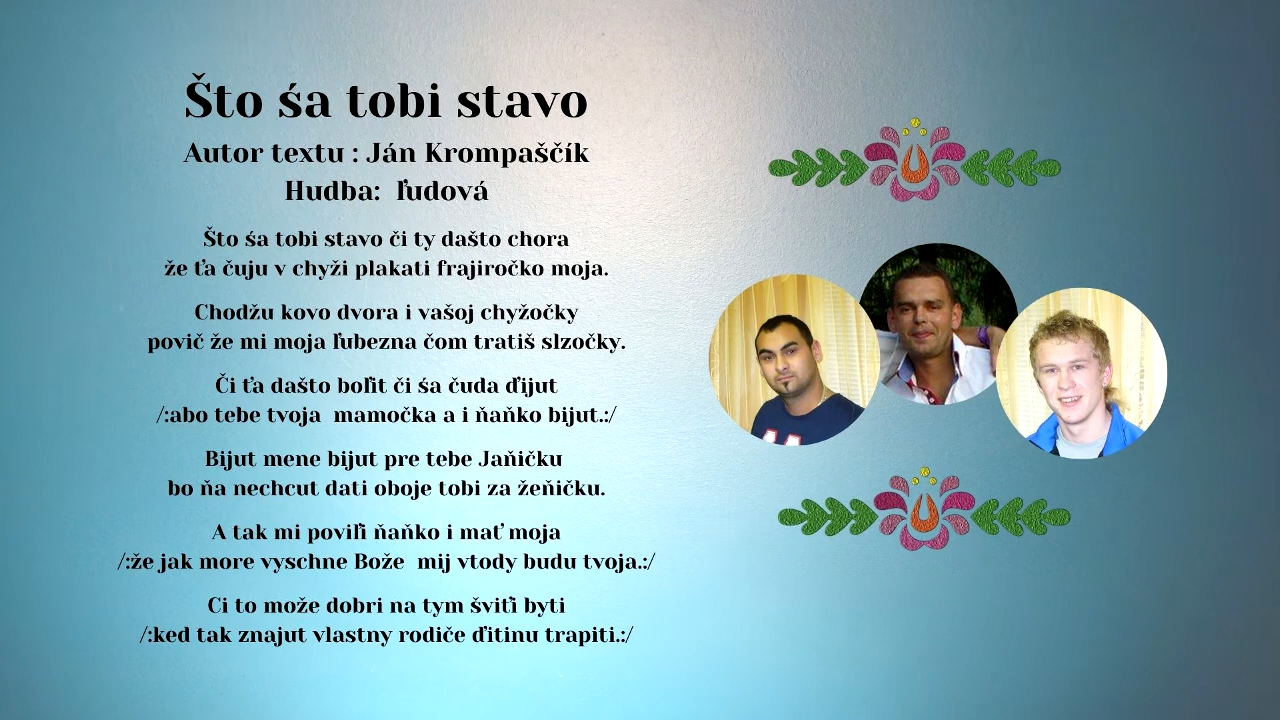 Što śa tobi stavo
Autor textu : Ján Krompaščík
Hudba: ľudová
Što śa tobi stavo či ty dašto chora
že ťa čuju v chyži plakati frajiročko moja.
Chodžu kovo dvora i vašoj chyžočky
povič že mi moja ľubezna čom tratiš slzočky.
Či ťa dašto boľit či śa čuda ďijut
/:abo tebe tvoja mamočka a i ňaňko bijut.:/
Bijut mene bijut pre tebe Jaňičku
bo ňa nechcut dati oboje tobi za žeňičku.
A tak mi poviľi ňaňko i mať moja
/:že jak more vyschne Bože mij vtody budu tvoja.:/
Ci to može dobri na tym šviťi byti
/:ked tak znajut vlastny rodiče ďitinu trapiti.:/